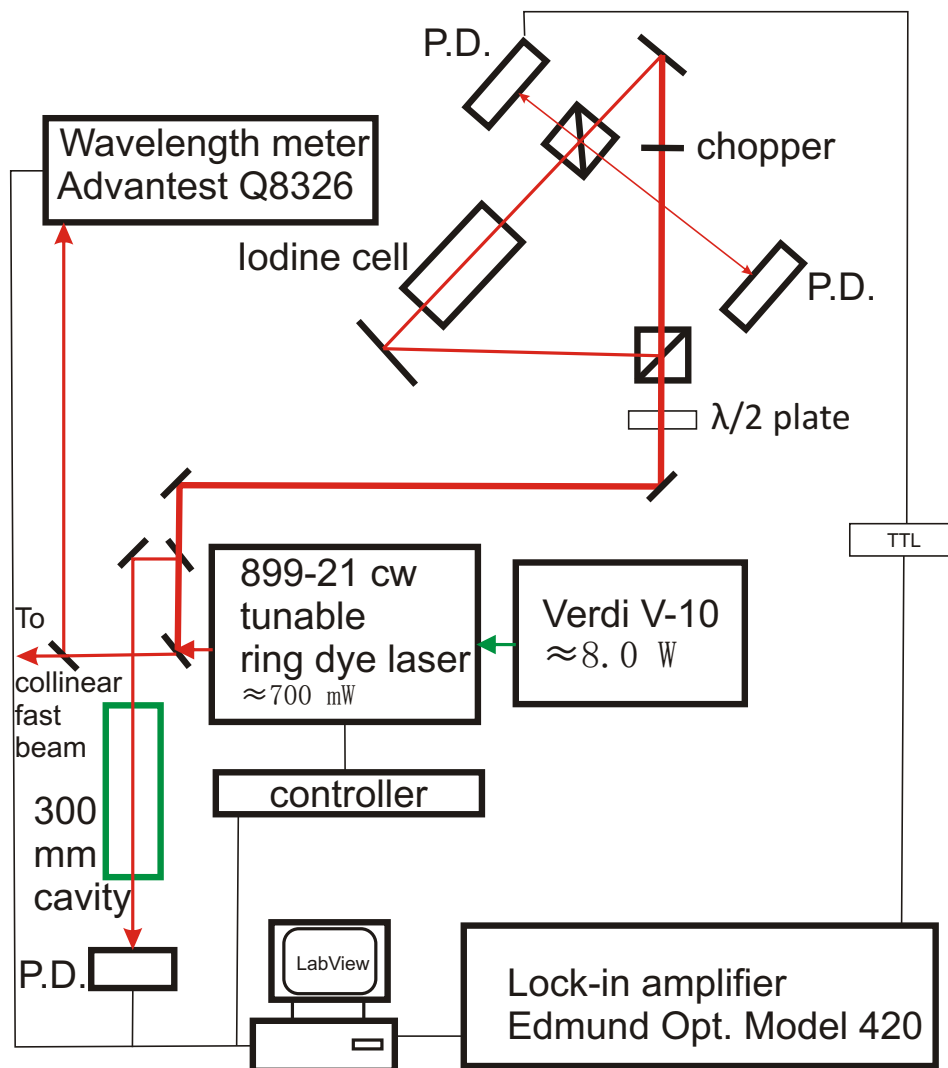 P.D.
chopper
Wavelength meter
Advantest Q8326
Iodine cell
P.D.
λ/2 plate
TTL
899-21 cw
tunable
ring dye laser
≈700 mW
Verdi V-10
≈8.0 W
To
collinear
fast
beam
controller
300
mm
cavity
P.D.
LabView
Lock-in amplifier
Edmund Opt. Model 420